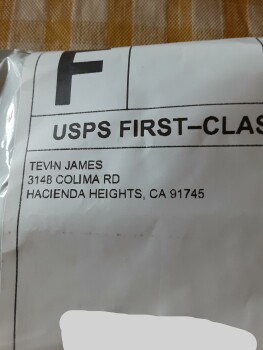 F
USPS FIRST-CLAS
TEVIN JAMES
3148 COLIMA RD
HACIENDA HEIGHTS, CA 91745